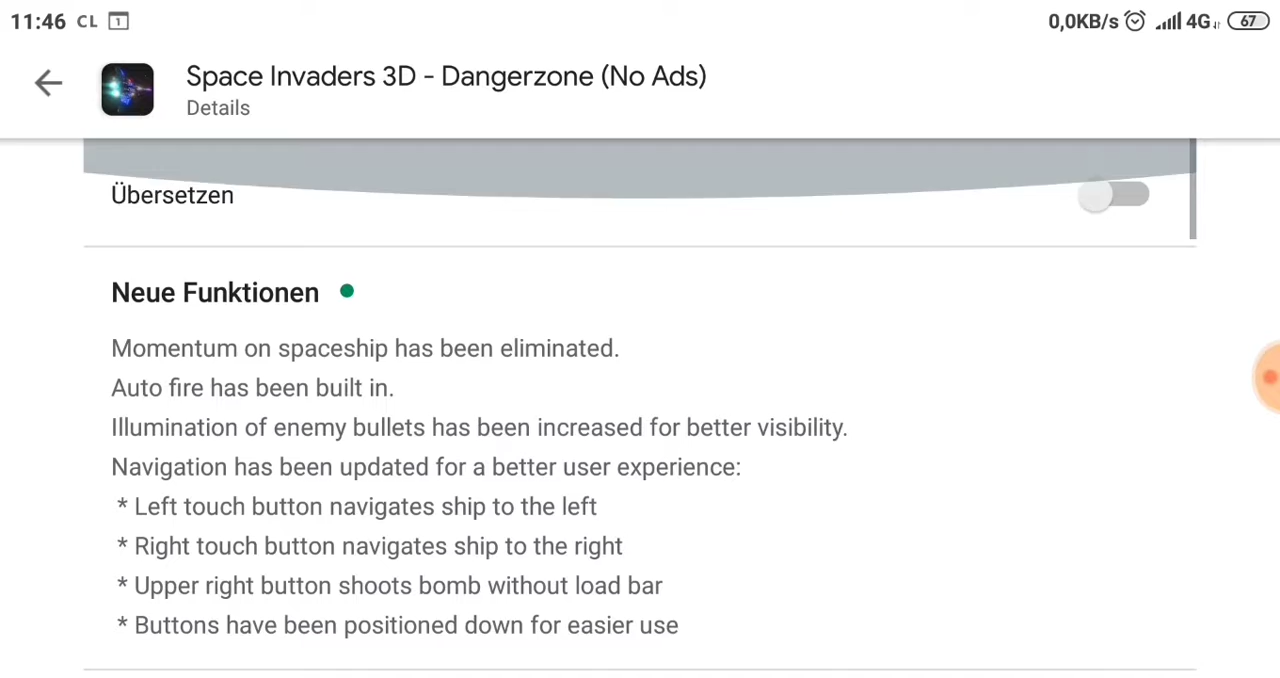 11:46 CL 1 0,0KB/s 4G 67
Space Invaders 3D - Dangerzone (No Ads)
Details
Übersetzen
Neue Funktionen
Momentum on spaceship has been eliminated.
Auto fire has been built in.
Illumination of enemy bullets has been increased for better visibility.
Navigation has been updated for a better user experience:
* Left touch button navigates ship to the left
* Right touch button navigates ship to the right
* Upper right button shoots bomb without load bar
* Buttons have been positioned down for easier use